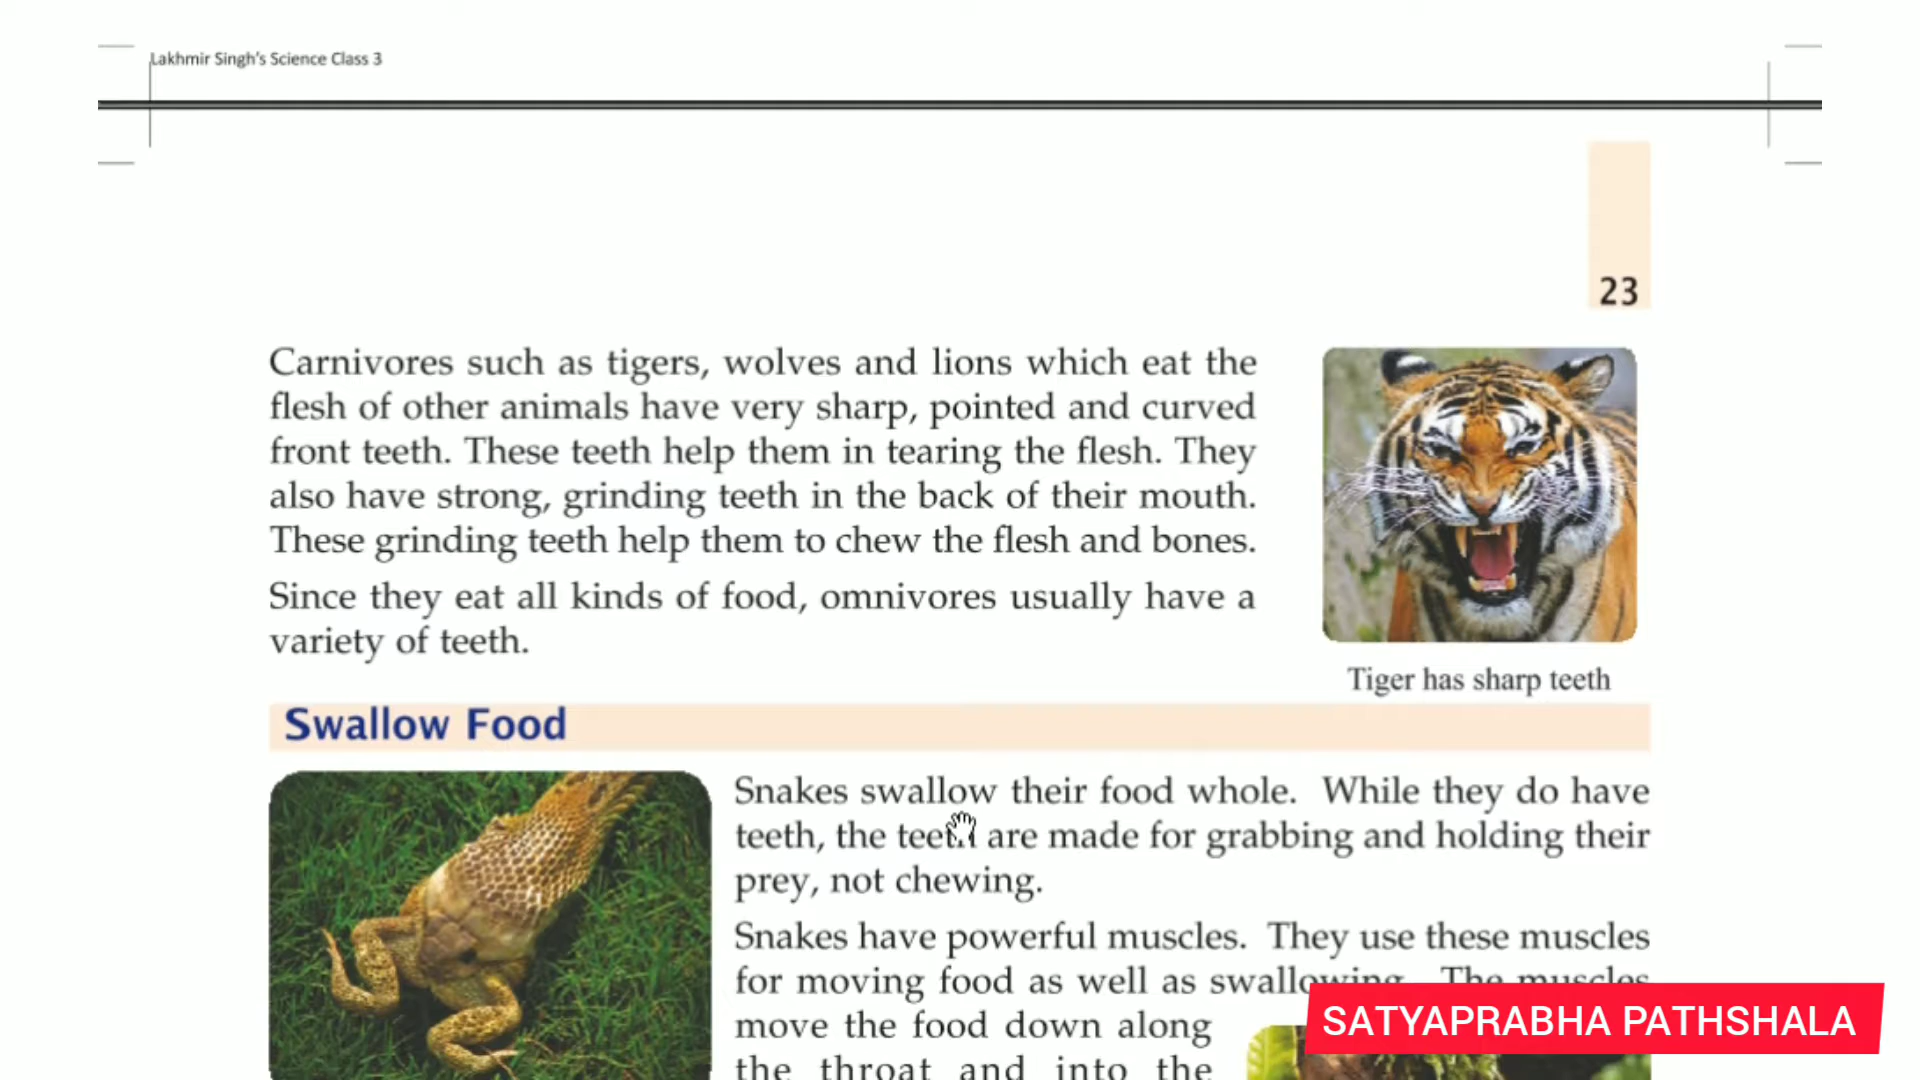 Lakhmir Singh's Science Class 3
23
Carnivores such as tigers, wolves and lions which eat the
flesh of other animals have very sharp, pointed and curved
front teeth. These teeth help them in tearing the flesh. They
also have strong, grinding teeth in the back of their mouth.
These grinding teeth help them to chew the flesh and bones.
Since they eat all kinds of food, omnivores usually have a
variety of teeth.
Tiger has sharp teeth
Swallow Food
Snakes swallow their food whole. While they do have
teeth, the teeth are made for grabbing and holding their
prey, not chewing.
Snakes have powerful muscles. They use these muscles
for moving food as well as swallowing. The muscles
move the food down along
the throat and into the
SATYAPRABHA PATHSHALA